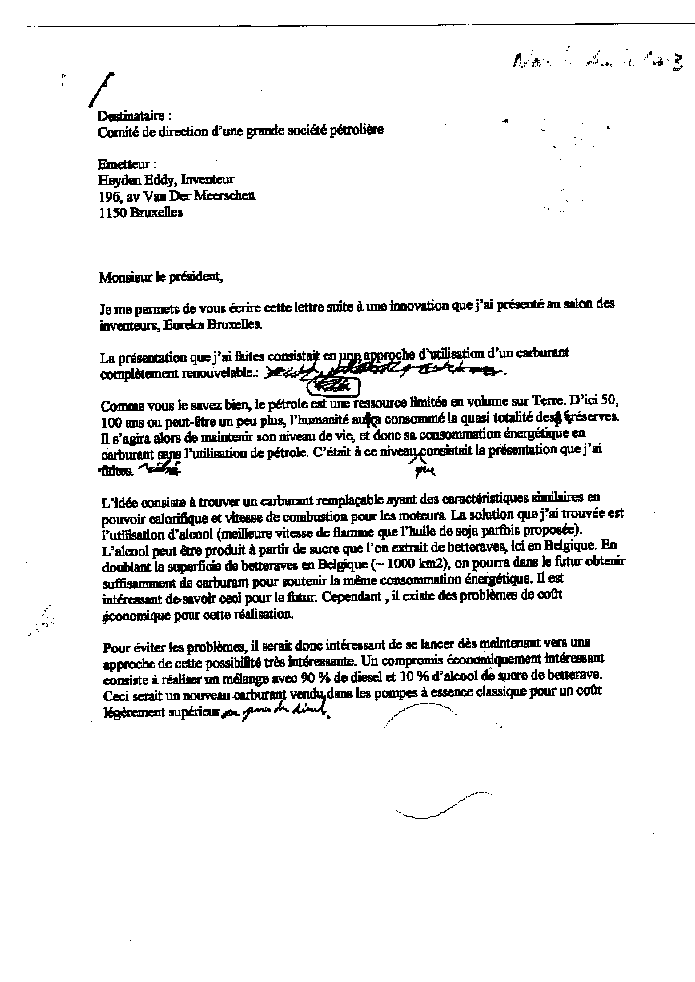 Destinataire :
Comité de direction d'une grande société pétrolière
Emetteur :
Heyden Eddy, Inventeur
196, av Van Der Meerschen
1150 Bruxelles
Monsieur le président,
Je me permets de vous écrire cette lettre suite à une innovation que j'ai présenté au salon des
inventeurs, Eureka Bruxelles.
La présentation que j'ai faites consistait en une approche d'utilisation d'un carburant
complètement renouvelable.:
Comme vous le savez bien, le pétrole est une ressource limitée en volume sur Terre. D'ici 50,
100 ans ou peut-être un peu plus, l'humanité aura consommé la quasi totalité des réserves.
Il s'agira alors de maintenir son niveau de vie, et donc sa consommation énergétique en
carburant sans l'utilisation de pétrole. C'était à ce niveau consistait la présentation que j'ai
faites.
que
L'idée consiste à trouver un carburant remplaçable ayant des caractéristiques similaires en
pouvoir calorifique et vitesse de combustion pour les moteurs. La solution que j'ai trouvée est
l'utilisation d'alcool (meilleure vitesse de flamme que l'huile de soja parfois proposée).
L'alcool peut être produit à partir de sucre que l'on extrait de betteraves, ici en Belgique. En
doublant la superficie de betteraves en Belgique (~ 1000 km2), on pourra dans le futur obtenir
suffisamment de carburant pour soutenir la même consommation énergétique. Il est
intéressant de savoir ceci pour le futur. Cependant , il existe des problèmes de coût
économique pour cette réalisation.
Pour éviter les problèmes, il serait donc intéressant de se lancer dès maintenant vers une
approche de cette possibilité très intéressante. Un compromis économiquement intéressant
consiste à réaliser un mélange avec 90 % de diesel et 10 % d'alcool de sucre de betterave.
Ceci serait un nouveau carburant vendu dans les pompes à essence classique pour un coût
légèrement supérieur au prix du diesel.